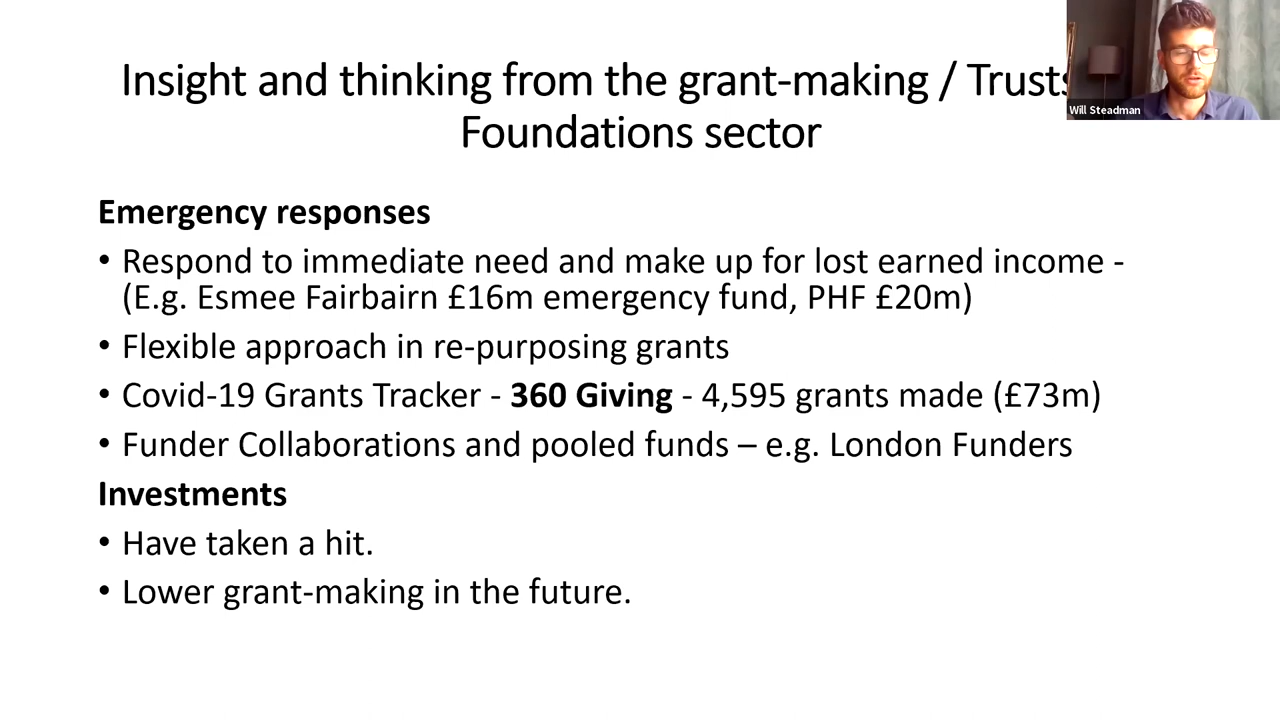 Insight and thinking from the grant-making / Trusts
Foundations sector
Will Steadman
Emergency responses
• Respond to immediate need and make up for lost earned income -
(E.g. Esmee Fairbairn £16m emergency fund, PHF £20m)
• Flexible approach in re-purposing grants
• Covid-19 Grants Tracker - 360 Giving - 4,595 grants made (£73m)
• Funder Collaborations and pooled funds – e.g. London Funders
Investments
• Have taken a hit.
• Lower grant-making in the future.